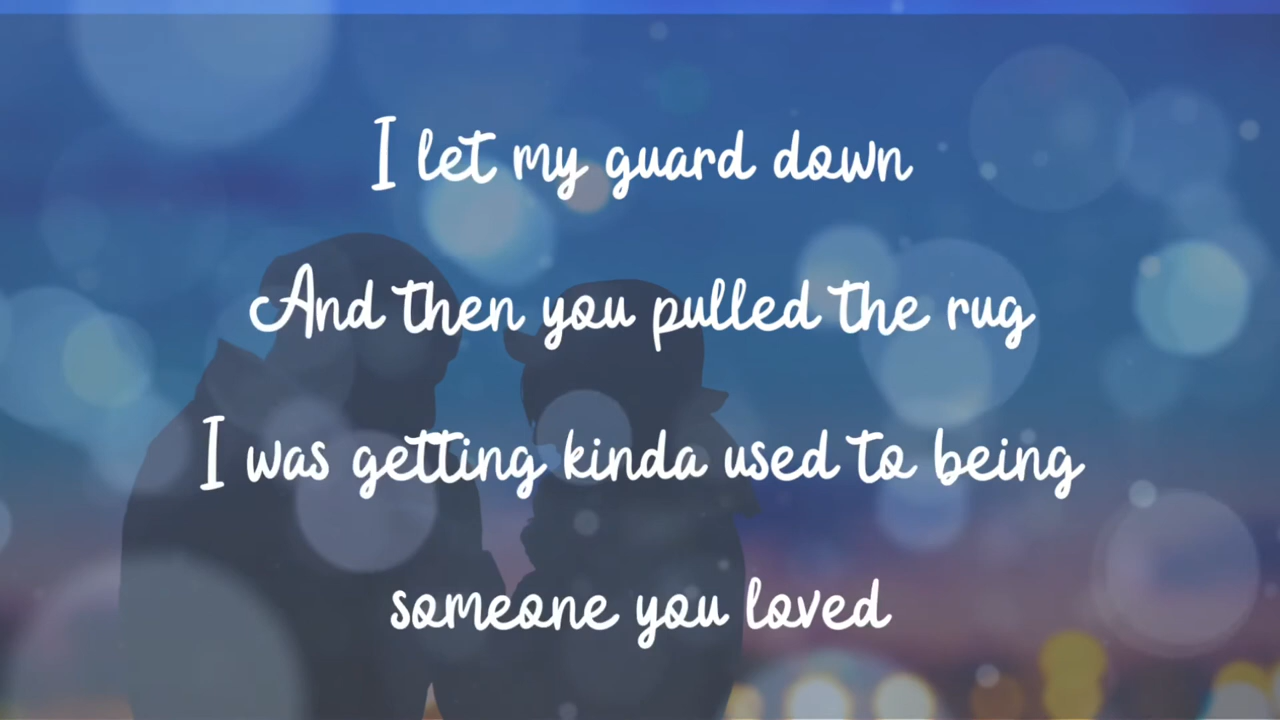 I let my guard down
And then you pulled the rug
I was getting kinda used to being
someone you loved